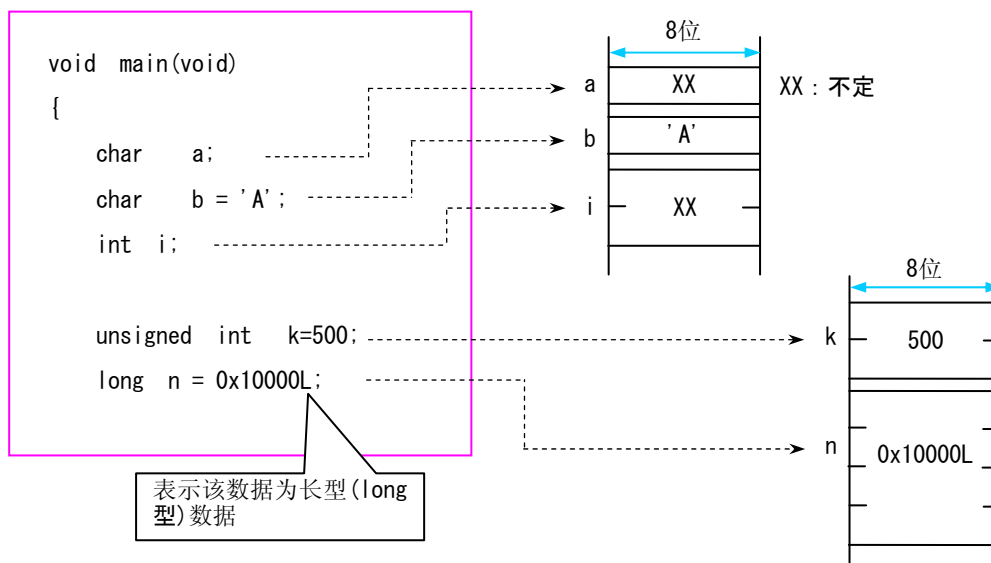 void main(void)
{
char a;
char b = 'A';
int i;
unsigned int k=500;
long n = 0x10000L;
表示该数据为长型(long
型)数据
8位
a XX XX：不定
b 'A'
i XX
8位
k 500
n 0x10000L